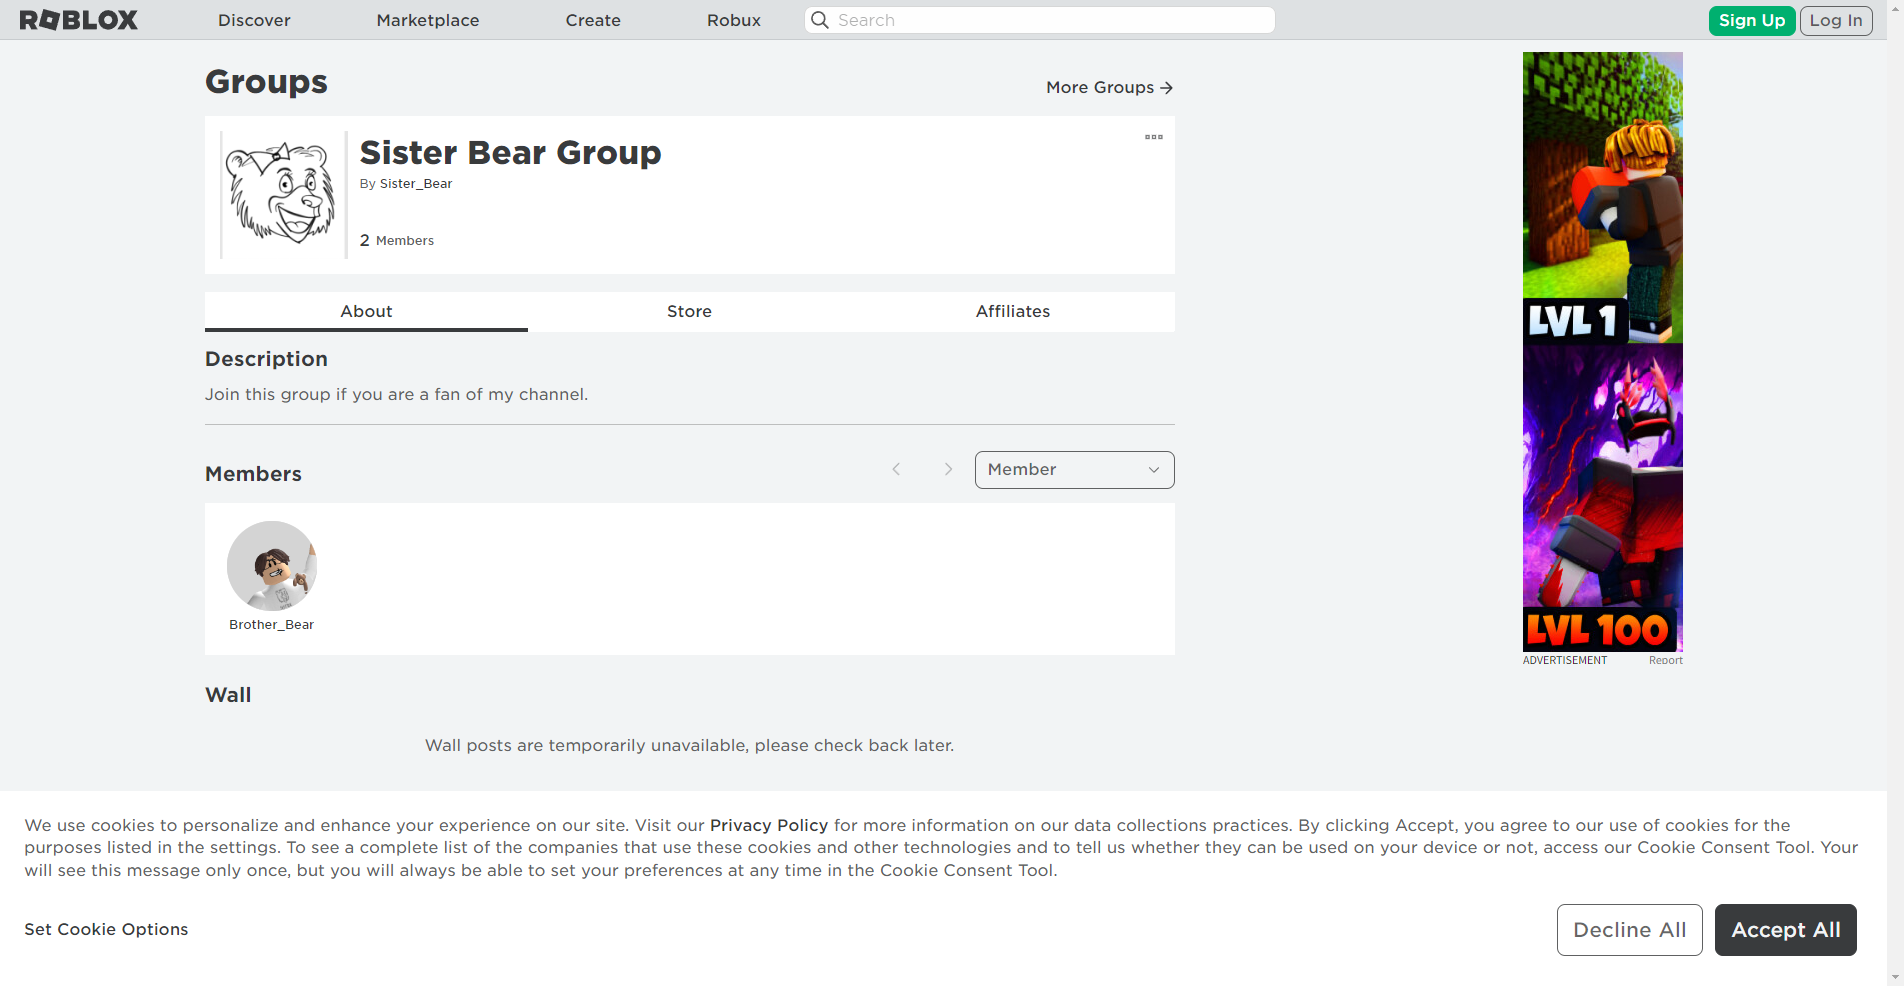 ROBLOX
Discover
Marketplace
Create
Robux
Search
Sign Up
Log In
Groups
More Groups
Sister Bear Group
By Sister_Bear
2 Members
About
Store
Affiliates
Description
Join this group if you are a fan of my channel.
Members
Member
Brother_Bear
Wall
Wall posts are temporarily unavailable, please check back later.
LVL 1
LVL 100
ADVERTISEMENT
Report
We use cookies to personalize and enhance your experience on our site. Visit our Privacy Policy for more information on our data collections practices. By clicking Accept, you agree to our use of cookies for the
purposes listed in the settings. To see a complete list of the companies that use these cookies and other technologies and to tell us whether they can be used on your device or not, access our Cookie Consent Tool. Your
will see this message only once, but you will always be able to set your preferences at any time in the Cookie Consent Tool.
Set Cookie Options
Decline All
Accept All